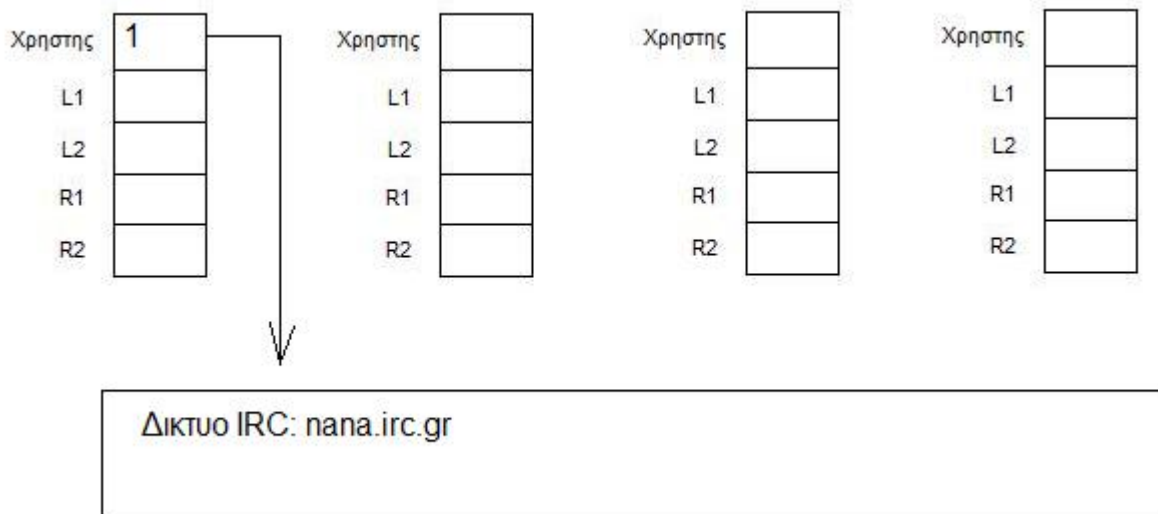 Χρηστης 1 Χρηστης Χρηστης Χρηστης
L1 L1 L1 L1
L2 L2 L2 L2
R1 R1 R1 R1
R2 R2 R2 R2
Δικτυο IRC: nana.irc.gr